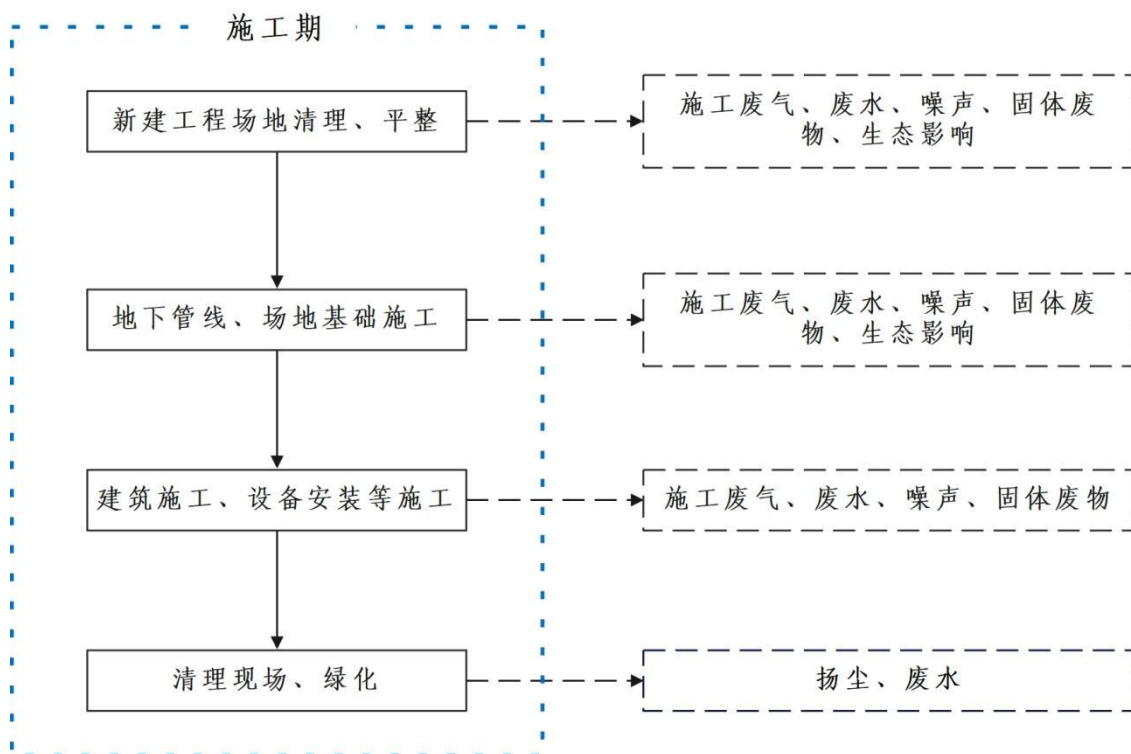 施工期
新建工程场地清理、平整
施工废气、废水、噪声、固体废
物、生态影响
地下管线、场地基础施工
施工废气、废水、噪声、固体废
物、生态影响
建筑施工、设备安装等施工
施工废气、废水、噪声、固体废物
清理现场、绿化
扬尘、废水